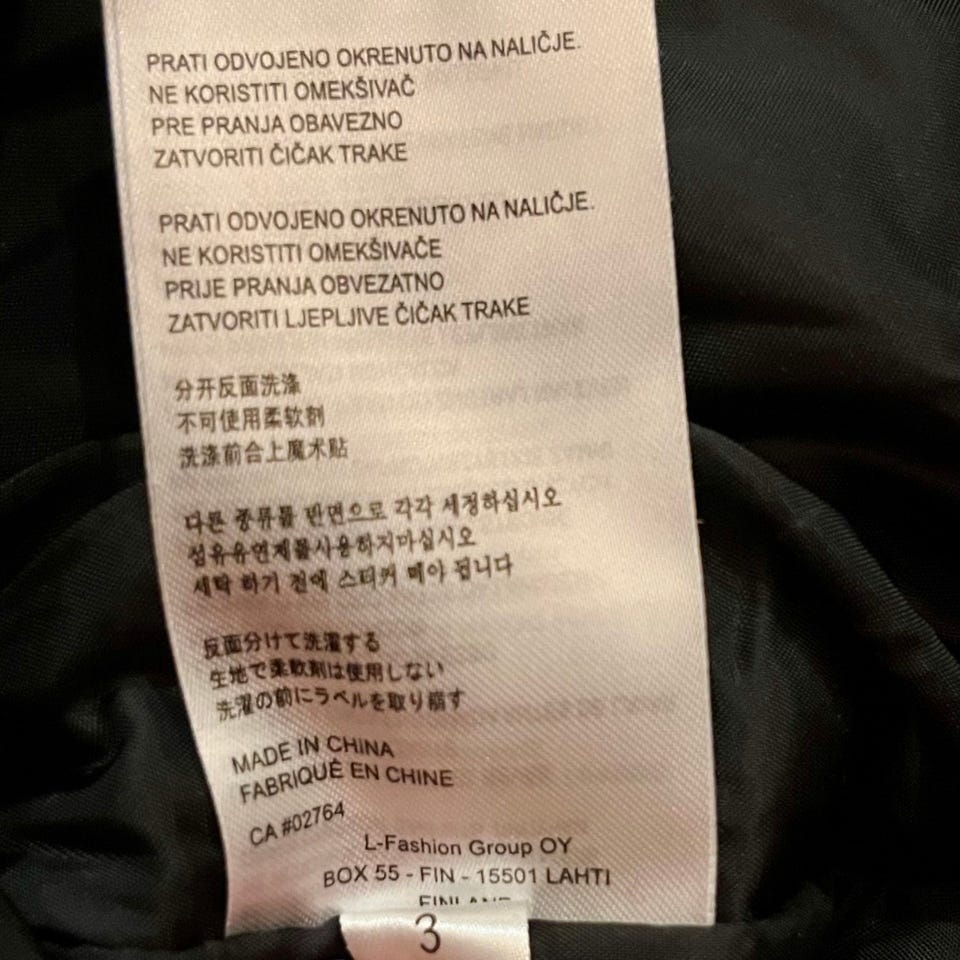 PRATI ODVOJENO OKRENUTO NA NALIČJE.
NE KORISTITI OMEKŠIVAČ
PRE PRANJA OBAVEZNO
ZATVORITI ČIČAK TRAKE
PRATI ODVOJENO OKRENUTO NA NALIČJE.
NE KORISTITI OMEKŠIVAČE
PRIJE PRANJA OBVEZATNO
ZATVORITI LJEPLJIVE ČIČAK TRAKE
分开反面洗涤
不可使用柔软剤
洗涤前合上魔术贴
다른 종류를 반면으로 각각 세정하십시오
섬유유연제를사용하지마십시오
세탁 하기 전에 스티커 떼야 됩니다
反面分けて洗濯する
生地で柔軟剤は使用しない
洗濯の前にラベルを取り崩す
MADE IN CHINA
FABRIQUÉ EN CHINE
CA #02764
L-Fashion Group OY
BOX 55 - FIN - 15501 LAHTI
FINLAND
3